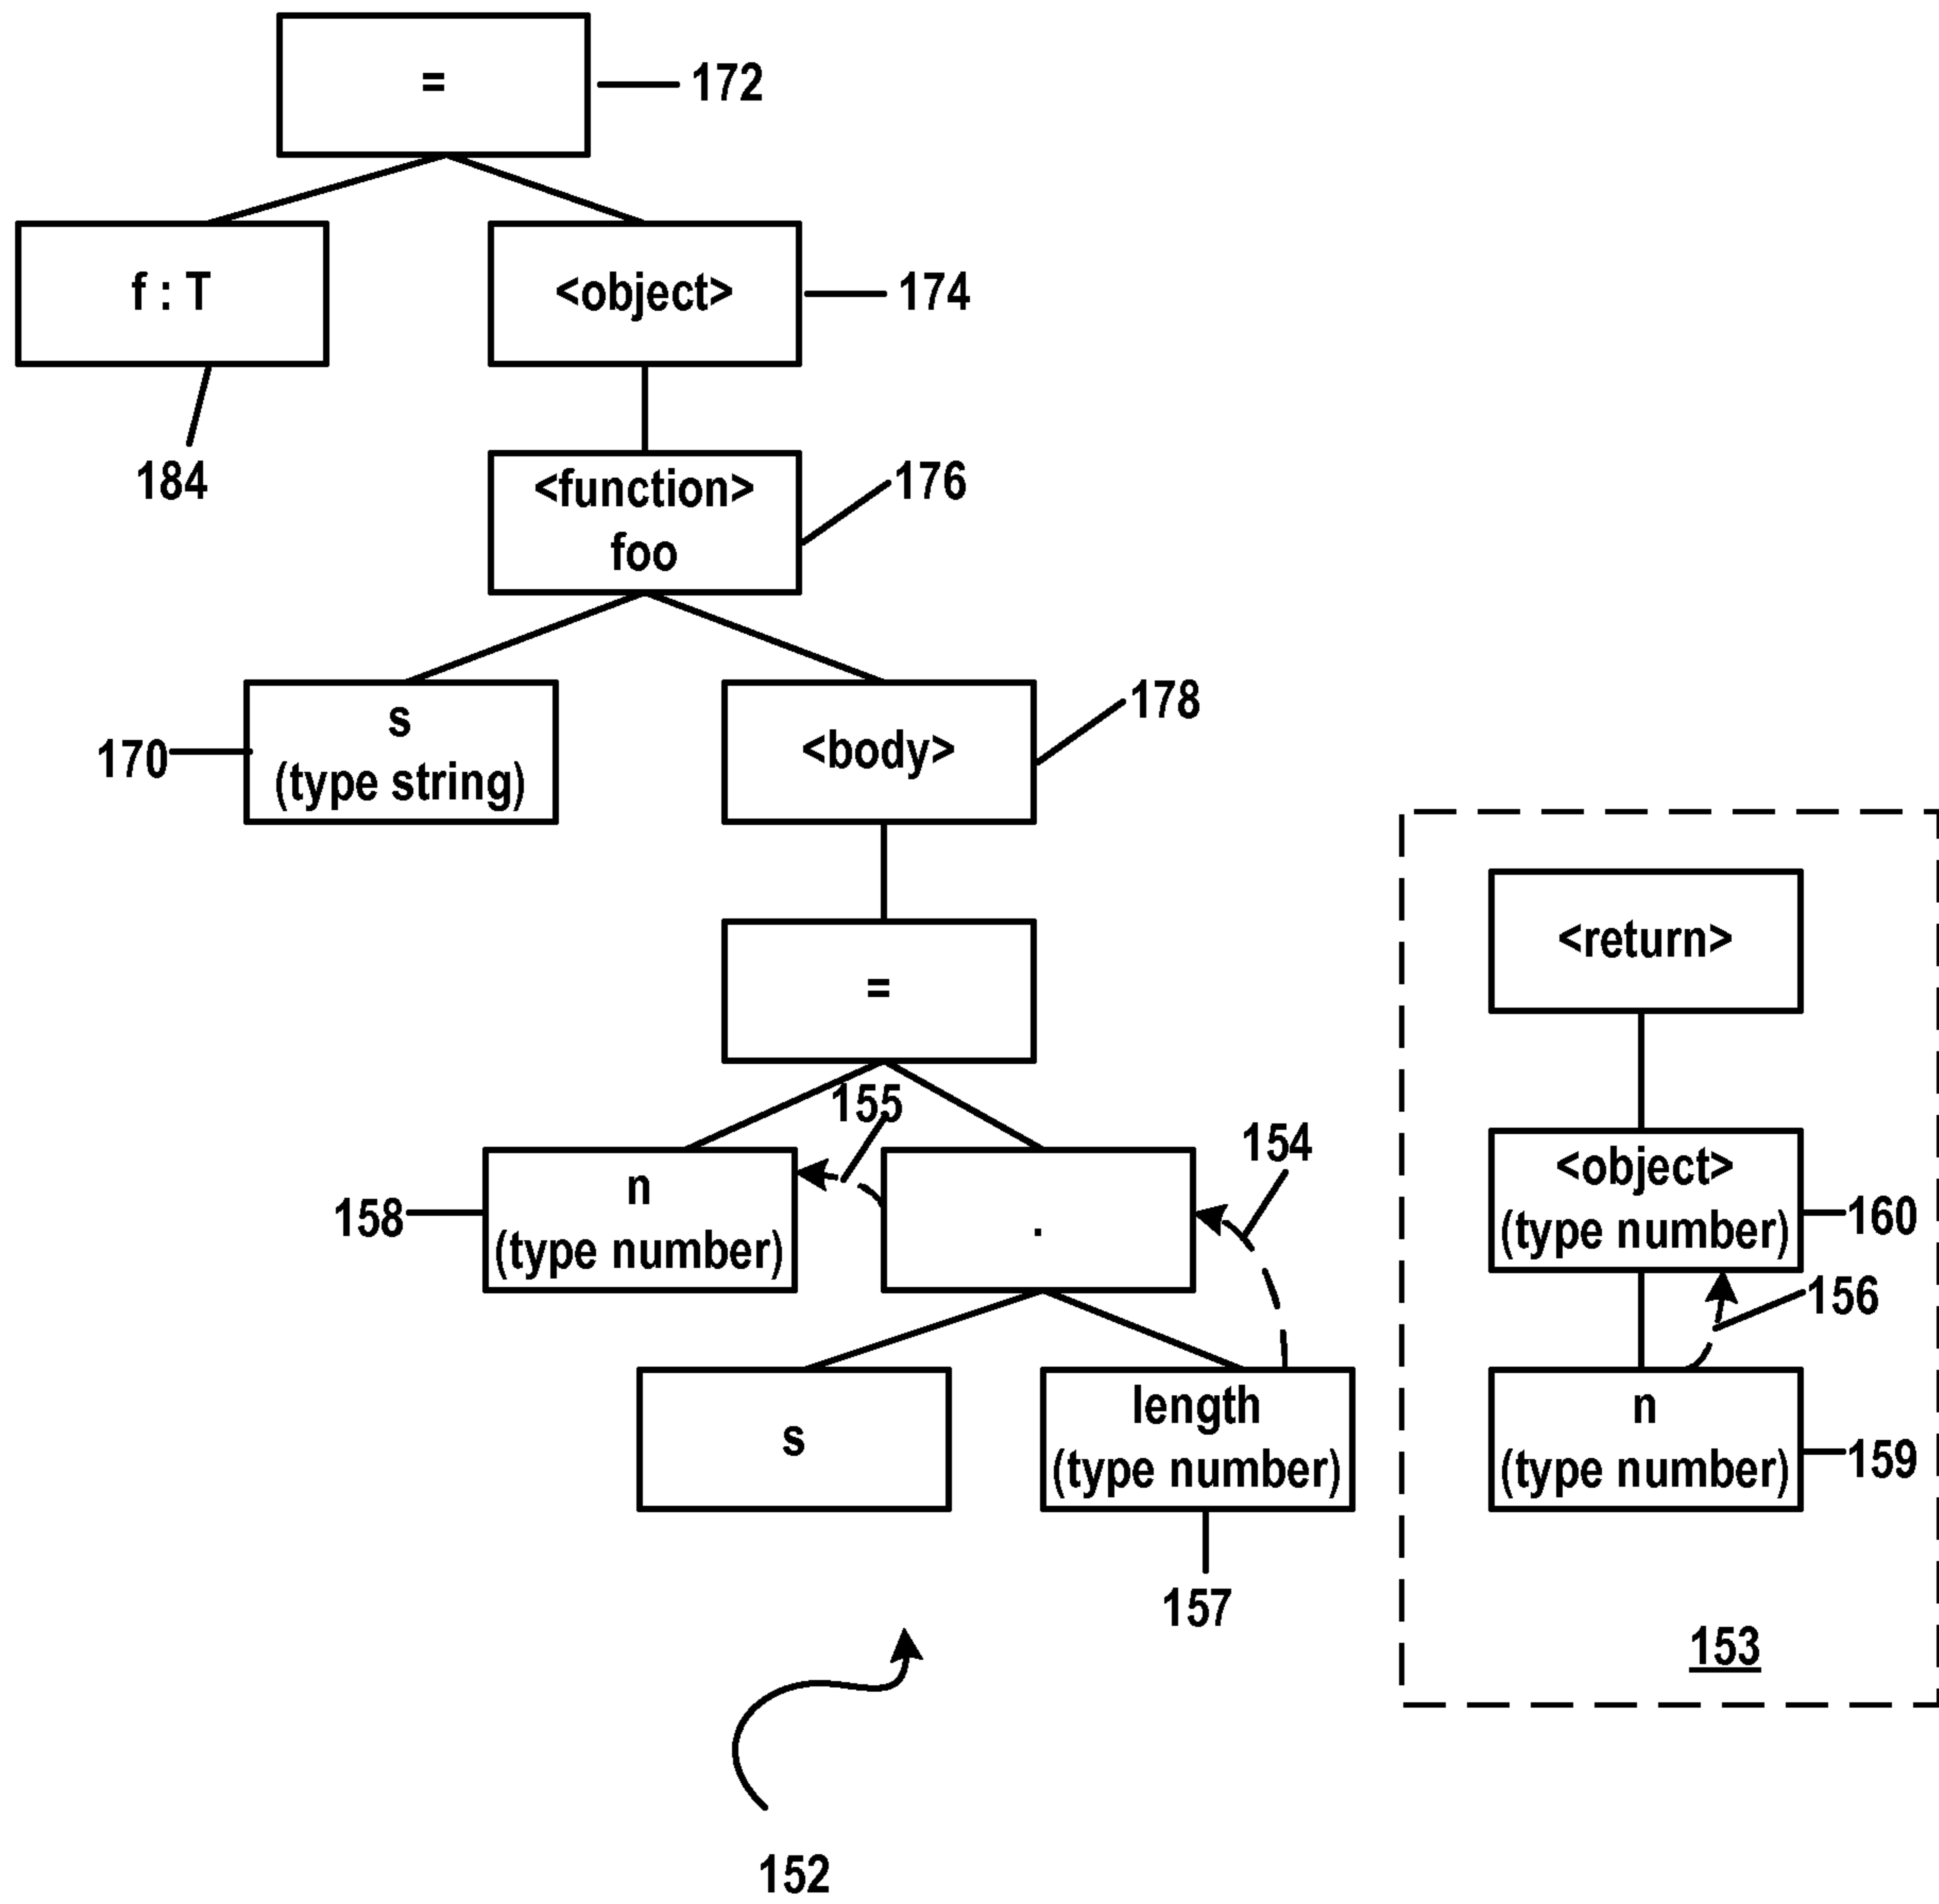 =
172
f : T
<object>
174
184
<function>
foo
176
s
(type string)
170
<body>
178
=
<return>
155
154
n
(type number)
158
.
<object>
(type number)
160
156
s
length
(type number)
n
(type number)
159
157
153
152